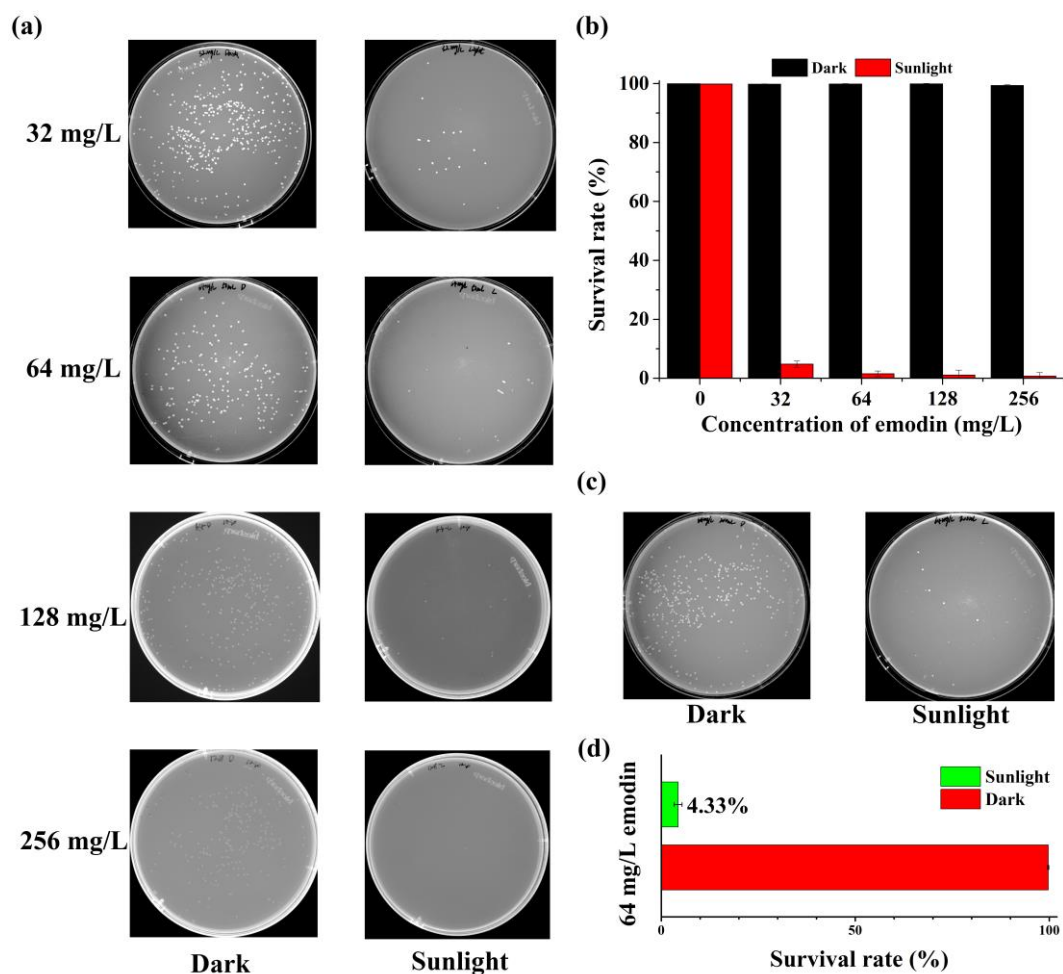 (a)
32 mg/L
64 mg/L
128 mg/L
256 mg/L
Dark
Sunlight
(b)
Dark
Sunlight
100
80
60
40
20
0
Survival rate (%)
0
32
64
128
256
Concentration of emodin (mg/L)
(c)
Dark
Sunlight
(d)
64 mg/L emodin
Sunlight
Dark
4.33%
0
50
100
Survival rate (%)